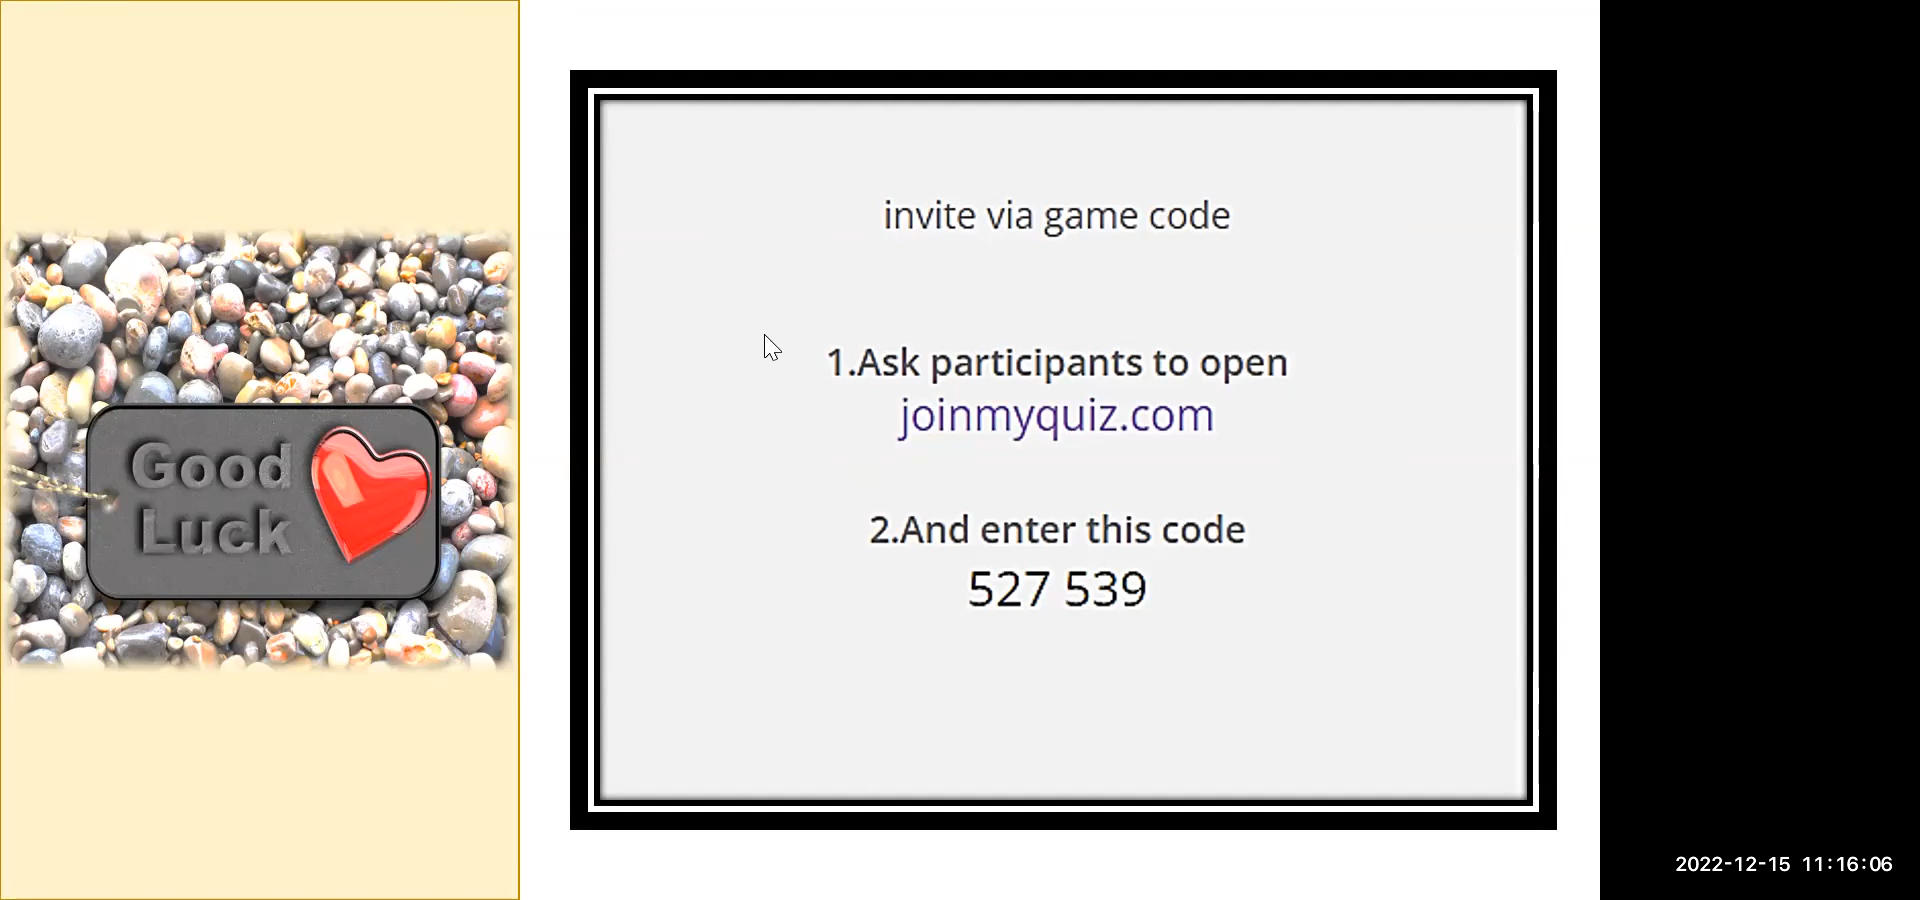 Good
Luck
invite via game code
1.Ask participants to open
joinmyquiz.com
2.And enter this code
527 539
2022-12-15 11:16:06